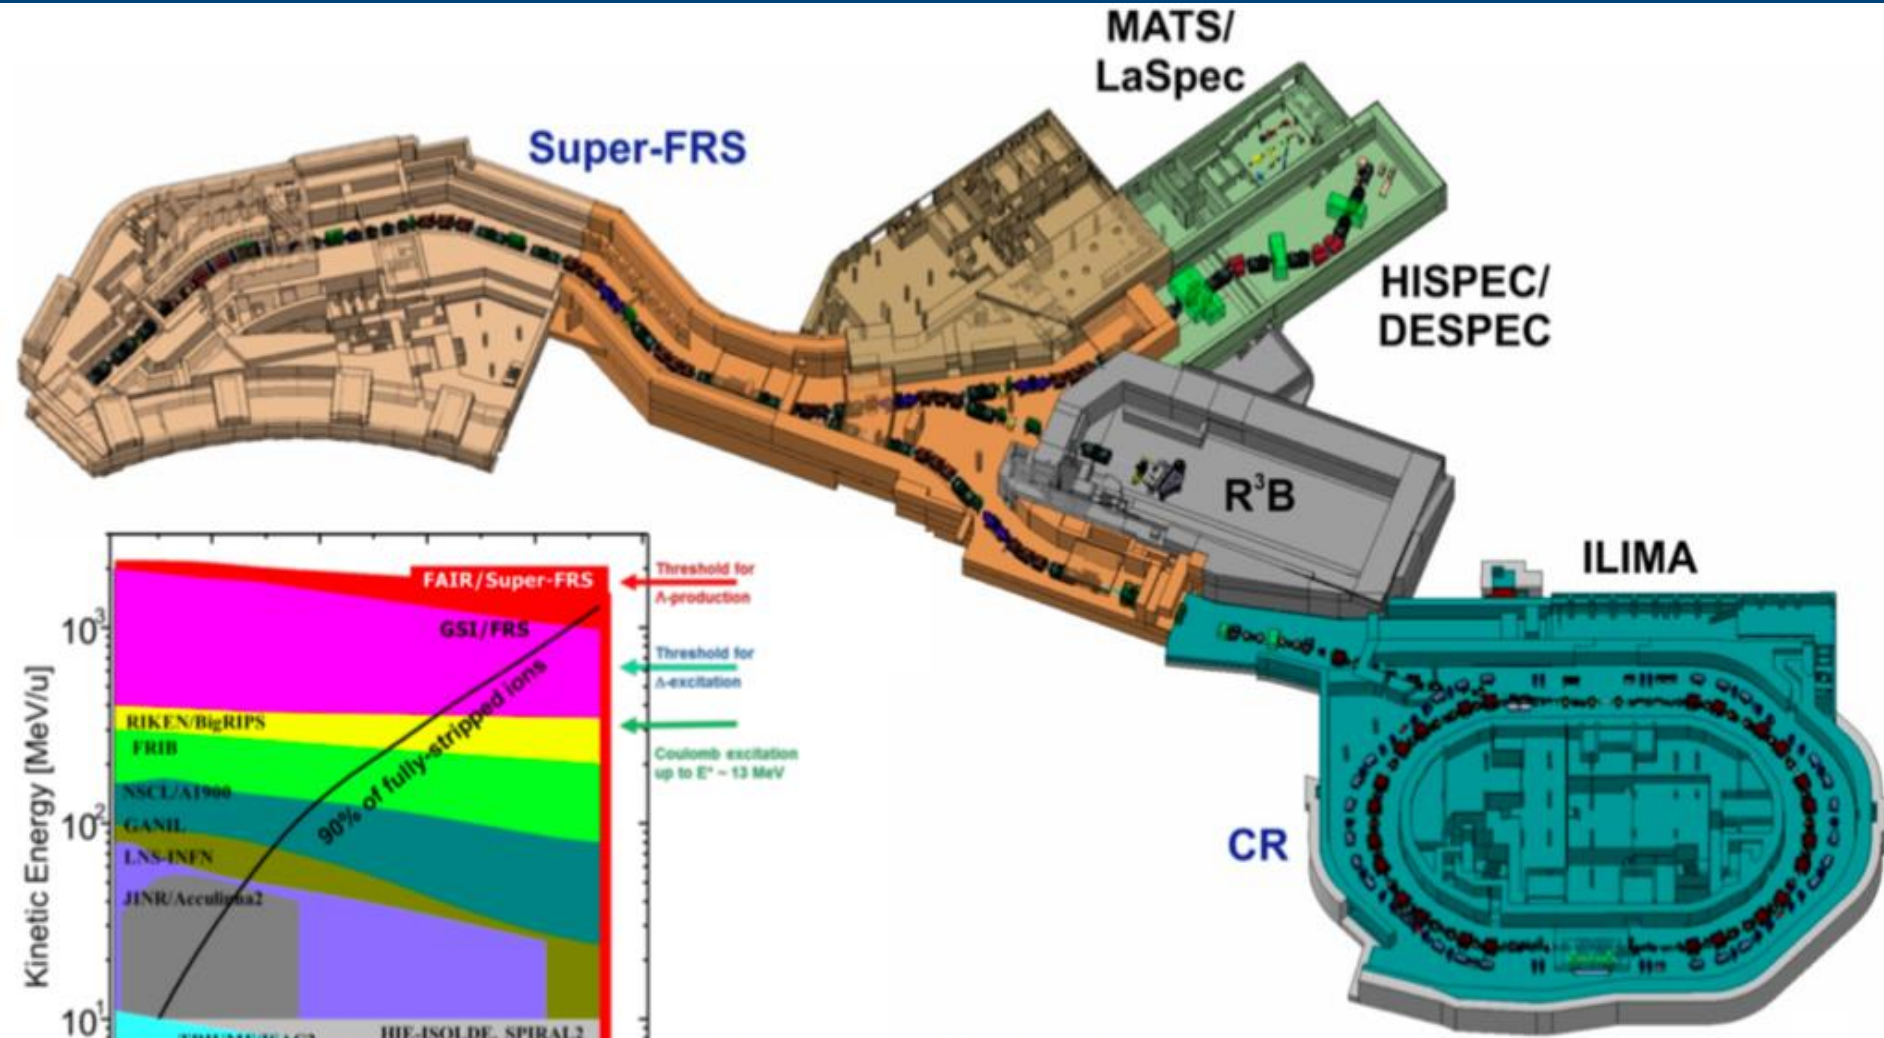 MATS/
LaSpec
Super-FRS
HISPEC/
DESPEC
R³B
ILIMA
CR
Kinetic Energy [MeV/u]
10³
10²
10¹
FAIR/Super-FRS
GSI/FRS
RIKEN/BigRIPS
FRIB
NSCL/A1900
GANIL
LNS-INFN
JINR/Acculinna2
90% of fully-stripped ions
HIE-ISOLDE, SPIRAL2
Threshold for
Λ-production
Threshold for
Δ-excitation
Coulomb excitation
up to E* ~ 13 MeV